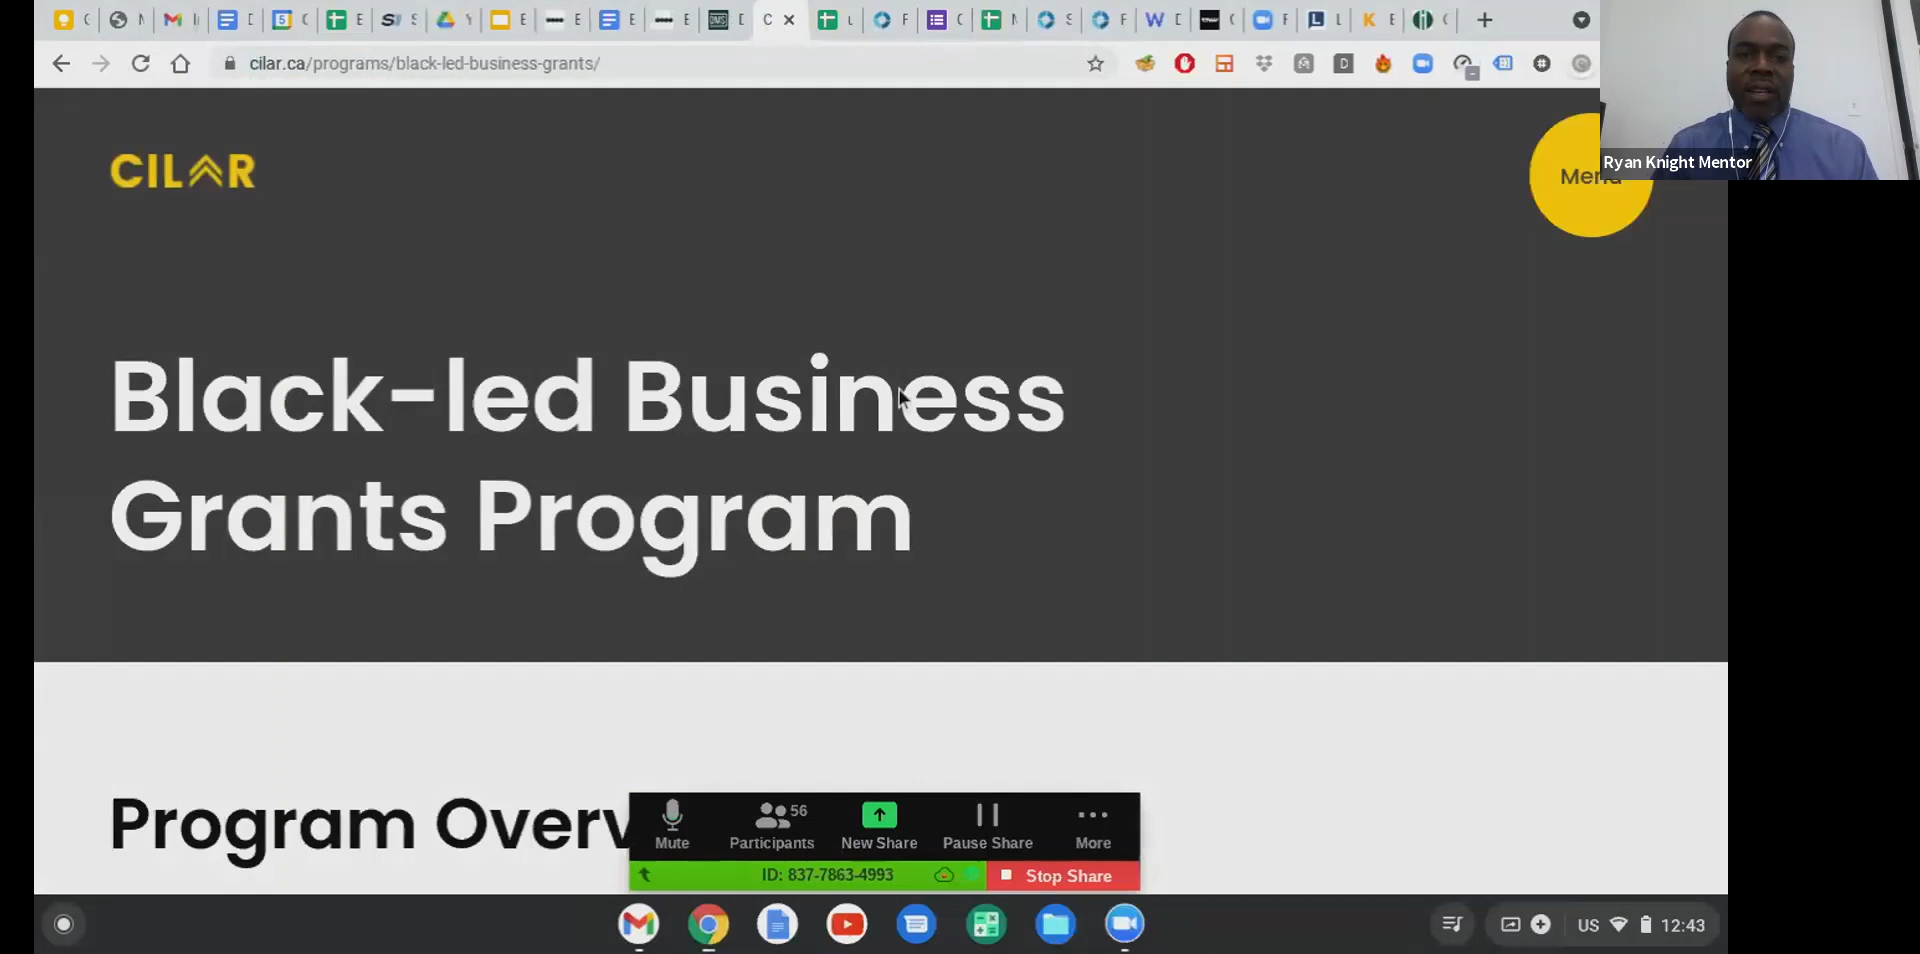 cilar.ca/programs/black-led-business-grants/
CILAR
Menu
Ryan Knight Mentor
Black-led Business
Grants Program
Program Overv
56
Mute
Participants
New Share
Pause Share
More
ID: 837-7863-4993
Stop Share
US
12:43